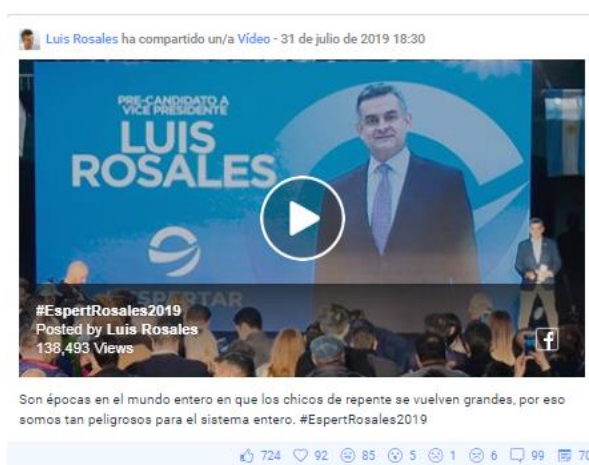 Luis Rosales ha compartido un/a Vídeo - 31 de julio de 2019 18:30
PRE-CANDIDATO A
VICE PRESIDENTE
LUIS
ROSALES
ESPERTAR
#EspertRosales2019
Posted by Luis Rosales
138,493 Views
Son épocas en el mundo entero en que los chicos de repente se vuelven grandes, por eso
somos tan peligrosos para el sistema entero. #EspertRosales2019
724 92 85 5 1 6 99 70